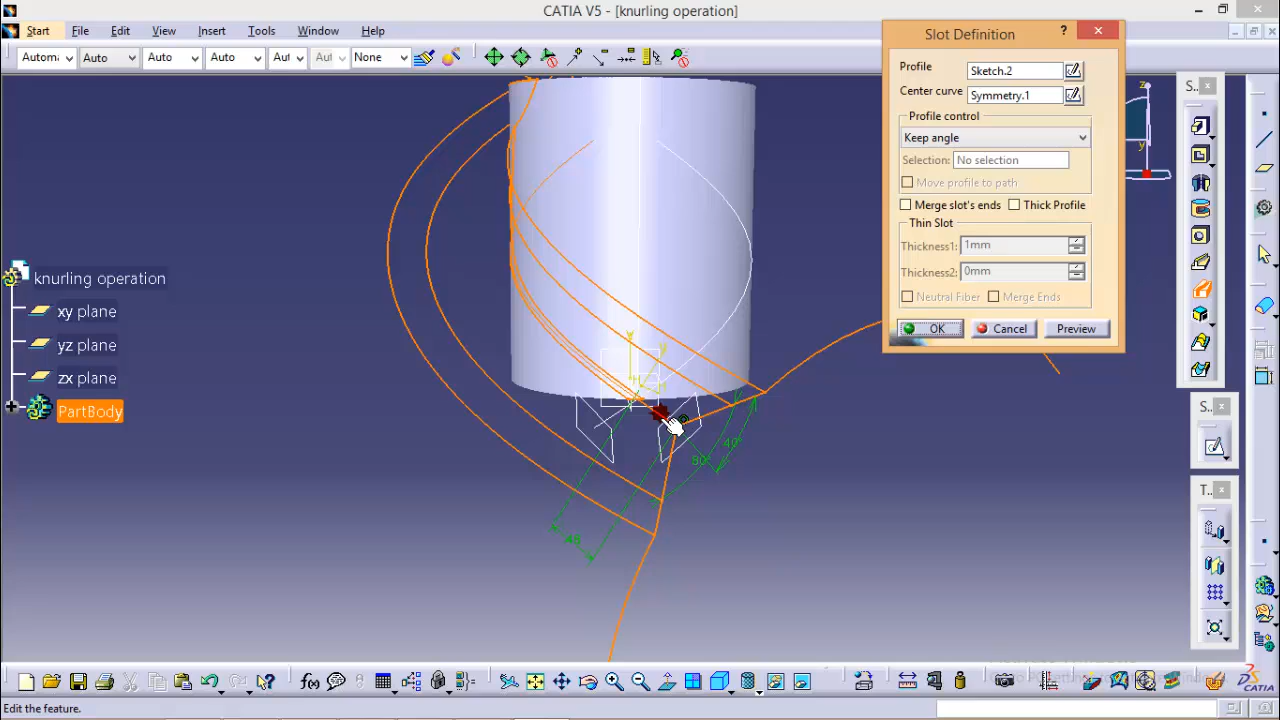 CATIA V5 - [knurling operation]
Start File Edit View Insert Tools Window Help
Automa Auto Auto Auto Aut Aut None
Slot Definition
?
Profile Sketch.2
Center curve Symmetry.1
Profile control
Keep angle
Selection: No selection
Move profile to path
Merge slot's ends Thick Profile
Thin Slot
Thickness1: 1mm
Thickness2: 0mm
Neutral Fiber Merge Ends
OK Cancel Preview
S..
z
y
knurling operation
xy plane
yz plane
zx plane
PartBody
y
H
40°
90°
S...
T...
f(x)
CATIA
Edit the feature.